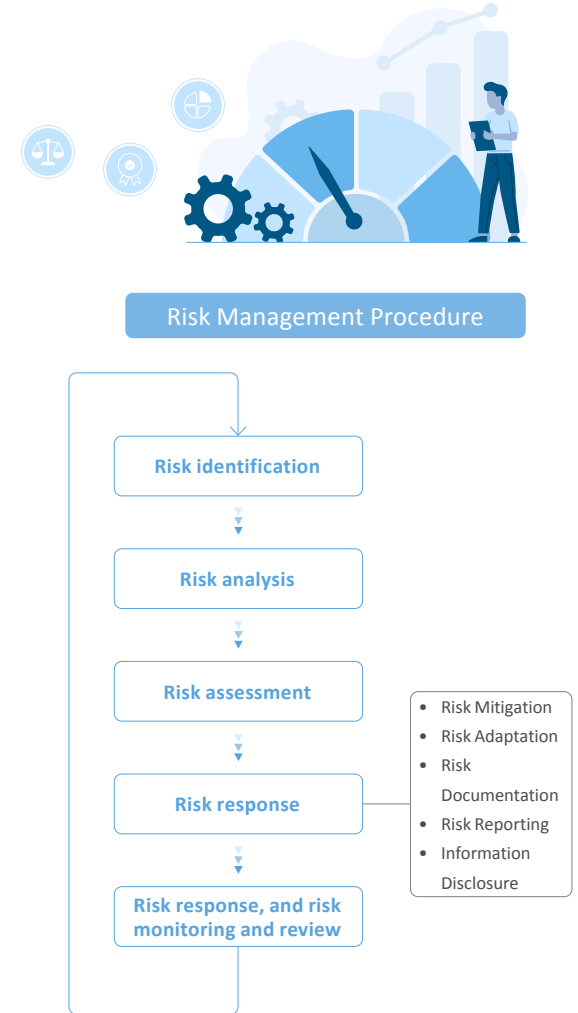 Risk Management Procedure
Risk identification
Risk analysis
Risk assessment
Risk response
• Risk Mitigation
• Risk Adaptation
• Risk
Documentation
• Risk Reporting
• Information
Disclosure
Risk response, and risk
monitoring and review